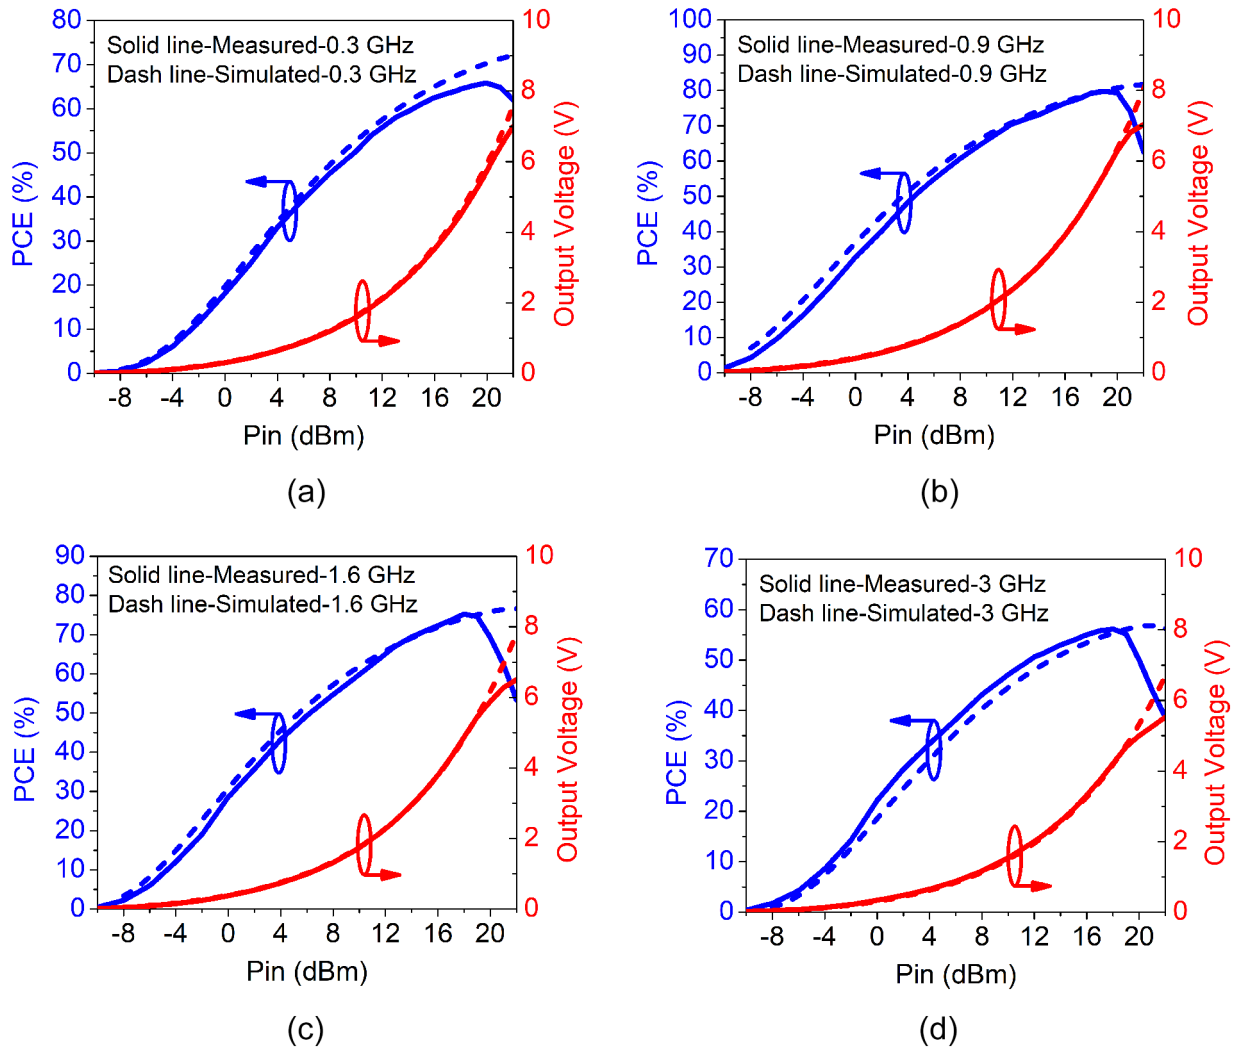 Solid line-Measured-0.3 GHz
Dash line-Simulated-0.3 GHz
PCE (%)
80
70
60
50
40
30
20
10
0
Output Voltage (V)
10
8
6
4
2
0
-8 -4 0 4 8 12 16 20
Pin (dBm)
(a)
Solid line-Measured-0.9 GHz
Dash line-Simulated-0.9 GHz
PCE (%)
100
90
80
70
60
50
40
30
20
10
0
Output Voltage (V)
10
8
6
4
2
0
-8 -4 0 4 8 12 16 20
Pin (dBm)
(b)
Solid line-Measured-1.6 GHz
Dash line-Simulated-1.6 GHz
PCE (%)
90
80
70
60
50
40
30
20
10
0
Output Voltage (V)
10
8
6
4
2
0
-8 -4 0 4 8 12 16 20
Pin (dBm)
(c)
Solid line-Measured-3 GHz
Dash line-Simulated-3 GHz
PCE (%)
70
60
50
40
30
20
10
0
Output Voltage (V)
10
8
6
4
2
0
-8 -4 0 4 8 12 16 20
Pin (dBm)
(d)